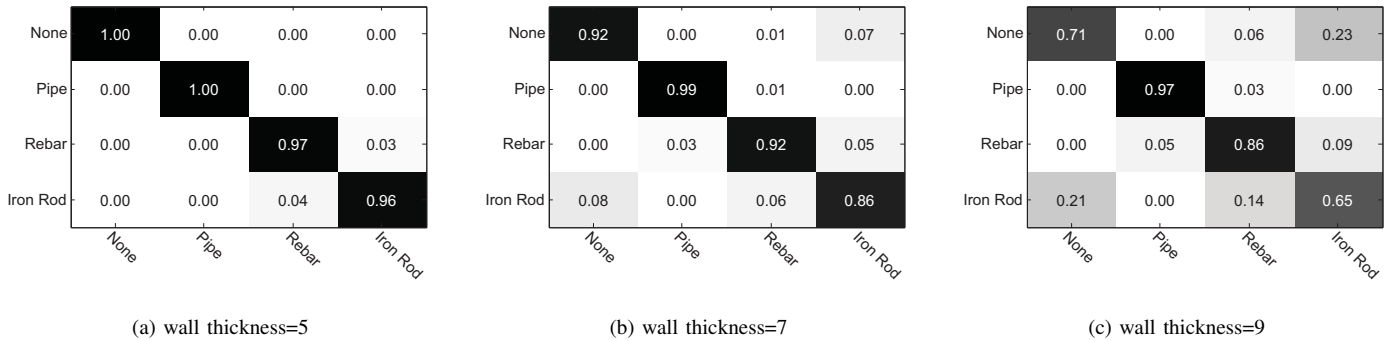 None 1.00 0.00 0.00 0.00
Pipe 0.00 1.00 0.00 0.00
Rebar 0.00 0.00 0.97 0.03
Iron Rod 0.00 0.00 0.04 0.96
None Pipe Rebar Iron Rod
(a) wall thickness=5
None 0.92 0.00 0.01 0.07
Pipe 0.00 0.99 0.01 0.00
Rebar 0.00 0.03 0.92 0.05
Iron Rod 0.08 0.00 0.06 0.86
None Pipe Rebar Iron Rod
(b) wall thickness=7
None 0.71 0.00 0.06 0.23
Pipe 0.00 0.97 0.03 0.00
Rebar 0.00 0.05 0.86 0.09
Iron Rod 0.21 0.00 0.14 0.65
None Pipe Rebar Iron Rod
(c) wall thickness=9